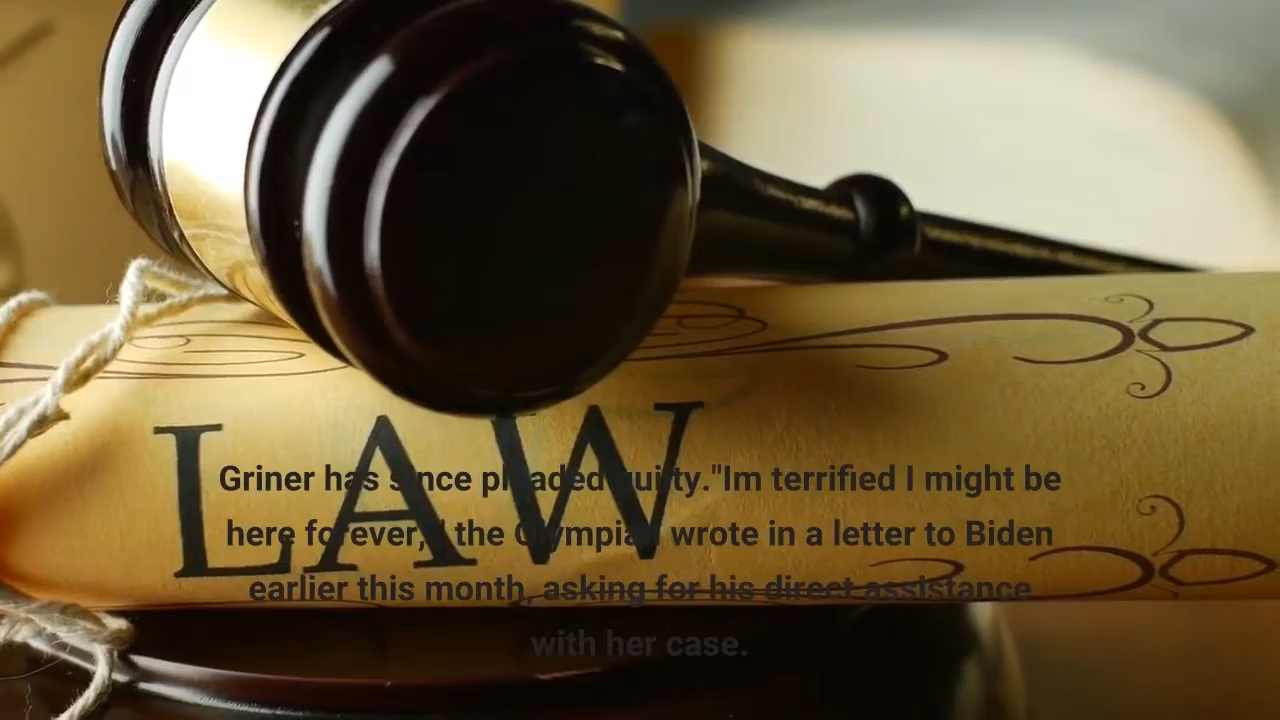 LAW
Griner has since pleaded guilty."Im terrified I might be
here forever," the Olympian wrote in a letter to Biden
earlier this month, asking for his direct assistance
with her case.